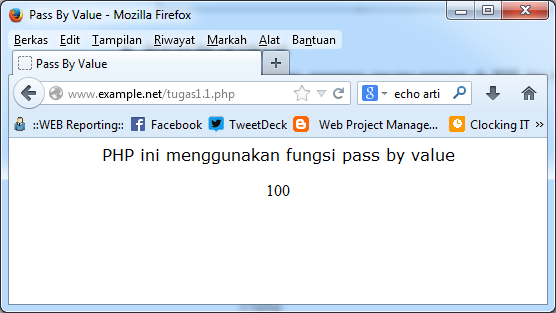 Pass By Value - Mozilla Firefox
Berkas Edit Tampilan Riwayat Markah Alat Bantuan
Pass By Value +
www.example.net/tugas1.1.php echo arti
::WEB Reporting:: Facebook TweetDeck Web Project Manage... Clocking IT »
PHP ini menggunakan fungsi pass by value
100